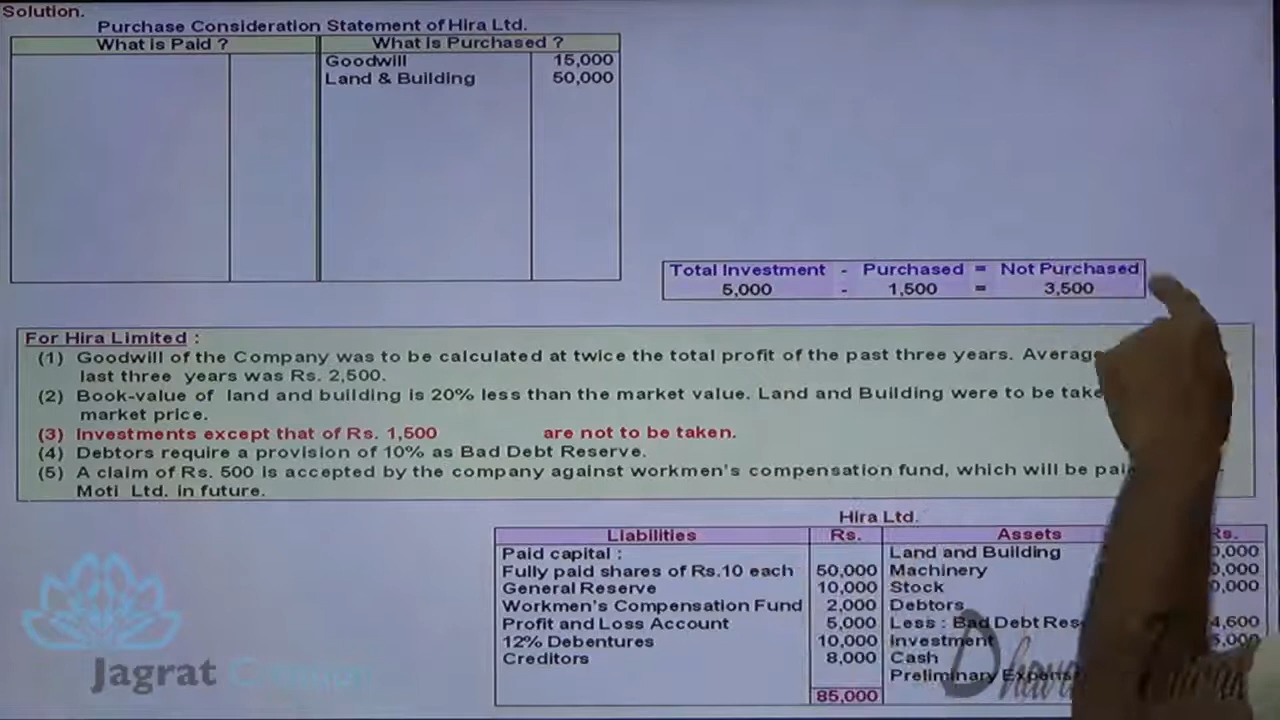 Solution.
Purchase Consideration Statement of Hira Ltd.
What is Paid ? What is Purchased ?
Goodwill 15,000
Land & Building 50,000
Total Investment - Purchased = Not Purchased
5,000 - 1,500 = 3,500
For Hira Limited :
(1) Goodwill of the Company was to be calculated at twice the total profit of the past three years.
last three years was Rs. 2,500.
(2) Book-value of land and building is 20% less than the market value. Land and Building were to be
market price.
(3) Investments except that of Rs. 1,500 are not to be taken.
(4) Debtors require a provision of 10% as Bad Debt Reserve.
(5) A claim of Rs. 500 is accepted by the company against workmen's compensation fund, which will be
Moti Ltd. in future.
Hira Ltd.
Liabilities Rs. Assets Rs.
Paid capital : Land and Building
Fully paid shares of Rs.10 each 50,000 Machinery
General Reserve 10,000 Stock
Workmen's Compensation Fund 2,000 Debtors
Profit and Loss Account 5,000 Less : Bad Debt 4,600
12% Debentures 10,000 Investment 5,000
Creditors 8,000 Cash
Preliminary
85,000
Jagrat